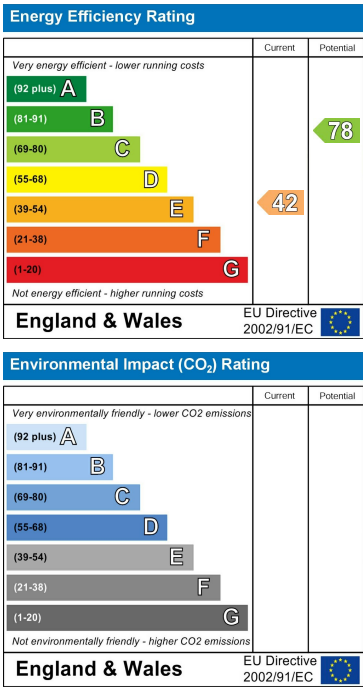 Energy Efficiency Rating
Current Potential
Very energy efficient - lower running costs
(92 plus) A
(81-91) B
78
(69-80) C
(55-68) D
(39-54) E
42
(21-38) F
(1-20) G
Not energy efficient - higher running costs
England & Wales
EU Directive
2002/91/EC
Environmental Impact (CO₂) Rating
Current Potential
Very environmentally friendly - lower CO2 emissions
(92 plus) A
(81-91) B
(69-80) C
(55-68) D
(39-54) E
(21-38) F
(1-20) G
Not environmentally friendly - higher CO2 emissions
England & Wales
EU Directive
2002/91/EC